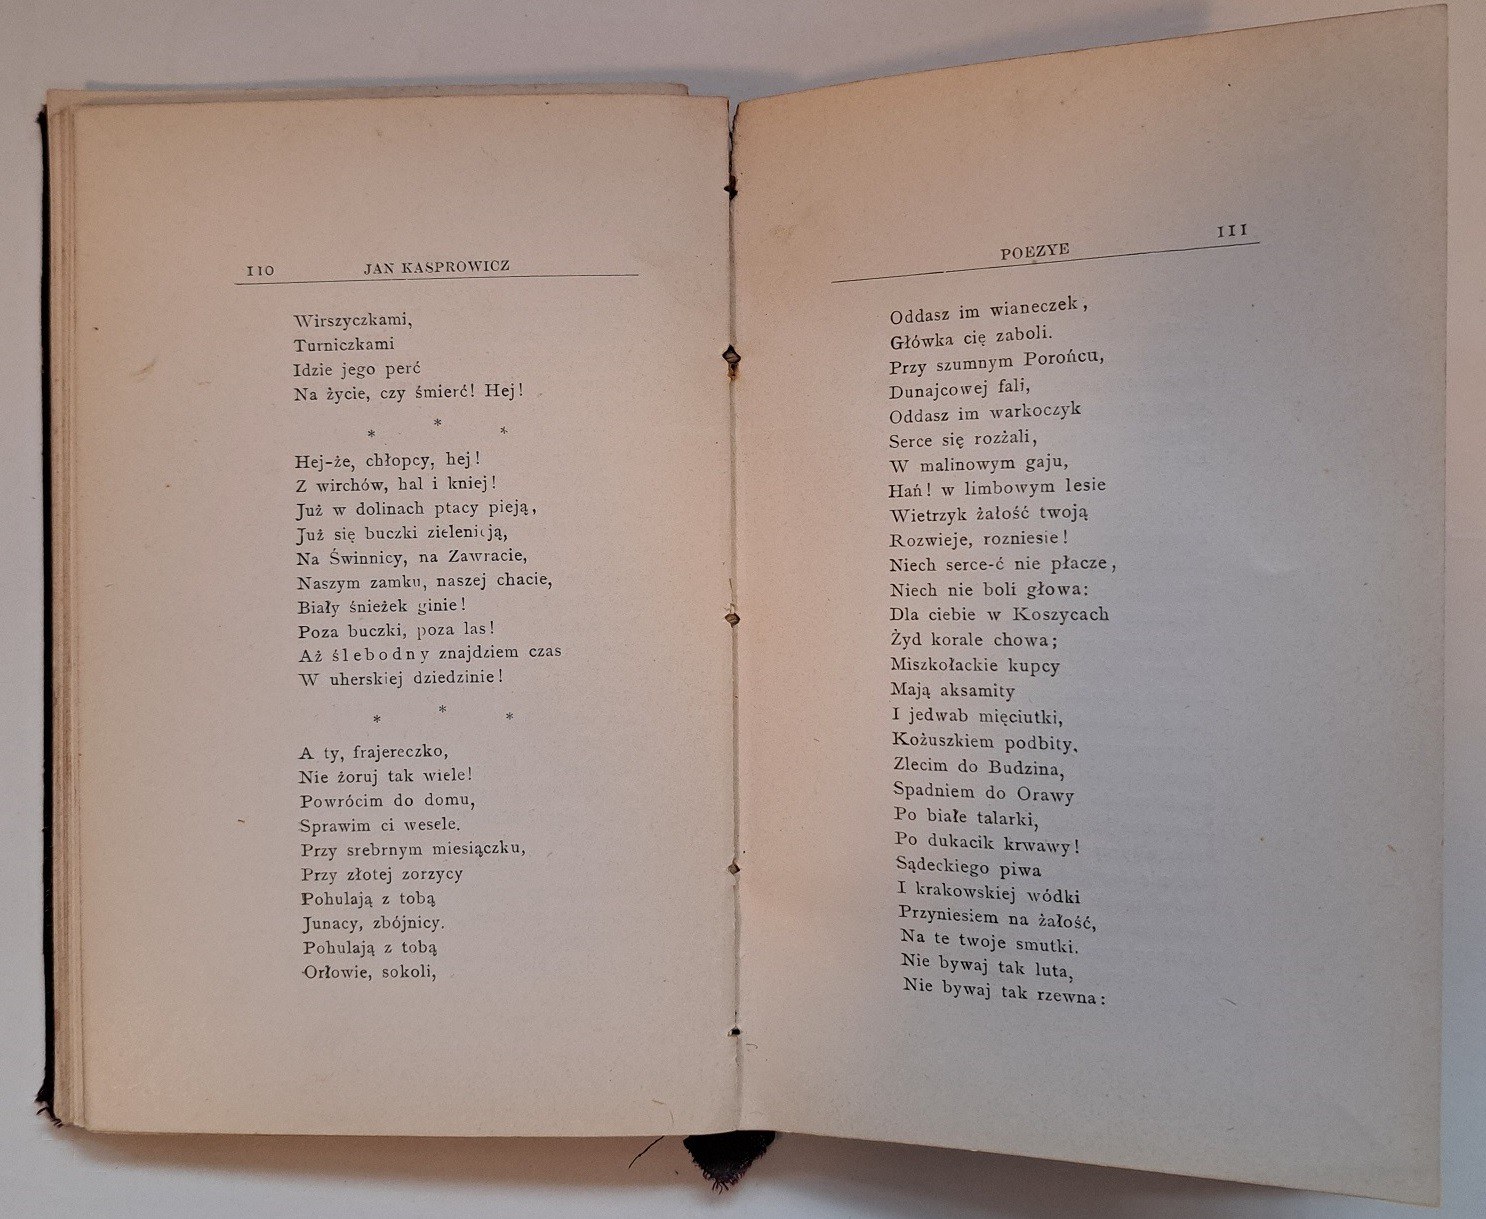 110 JAN KASPROWICZ
Wirszyczkami,
Turniczkami
Idzie jego perć
Na życie, czy śmierć! Hej!
* * *
Hej-że, chłopcy, hej!
Z wirchów, hal i kniej!
Już w dolinach ptacy pieją,
Już się buczki zielenieją,
Na Świnnicy, na Zawracie,
Naszym zamku, naszej chacie,
Biały śnieżek ginie!
Poza buczki, poza las!
Aż ślebodny znajdziem czas
W uherskiej dziedzinie!
* * *
A ty, frajereczko,
Nie żoruj tak wiele!
Powrócim do domu,
Sprawim ci wesele.
Przy srebrnym miesiączku,
Przy złotej zorzycy
Pohulają z tobą
Junacy, zbójnicy.
Pohulają z tobą
Orłowie, sokoli,
POEZYE 111
Oddasz im wianeczek,
Główka cię zaboli.
Przy szumnym Porońcu,
Dunajcowej fali,
Oddasz im warkoczyk
Serce się rozżali,
W malinowym gaju,
Hań! w limbowym lesie
Wietrzyk żałość twoją
Rozwieje, rozniesie!
Niech serce-ć nie płacze,
Niech nie boli głowa:
Dla ciebie w Koszycach
Żyd korale chowa;
Miszkołackie kupcy
Mają aksamity
I jedwab mięciutki,
Kożuszkiem podbity,
Zlecim do Budzina,
Spadniem do Orawy
Po białe talarki,
Po dukacik krwawy!
Sądeckiego piwa
I krakowskiej wódki
Przyniesiem na żałość,
Na te twoje smutki.
Nie bywaj tak luta,
Nie bywaj tak rzewna: